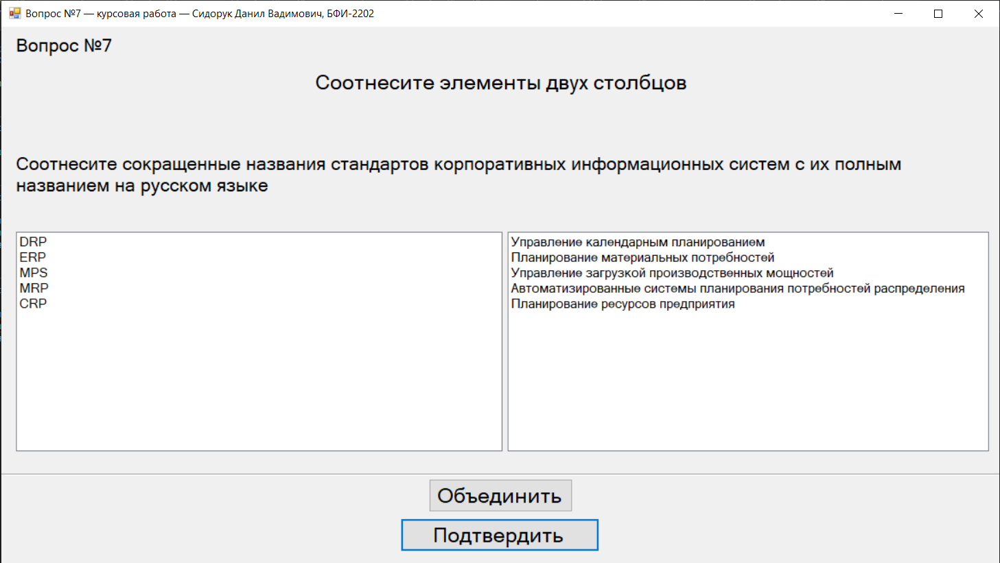 Вопрос №7 — курсовая работа — Сидорук Данил Вадимович, БФИ-2202
Вопрос №7
Соотнесите элементы двух столбцов
Соотнесите сокращенные названия стандартов корпоративных информационных систем с их полным
названием на русском языке
DRP
ERP
MPS
MRP
CRP
Управление календарным планированием
Планирование материальных потребностей
Управление загрузкой производственных мощностей
Автоматизированные системы планирования потребностей распределения
Планирование ресурсов предприятия
Объединить
Подтвердить